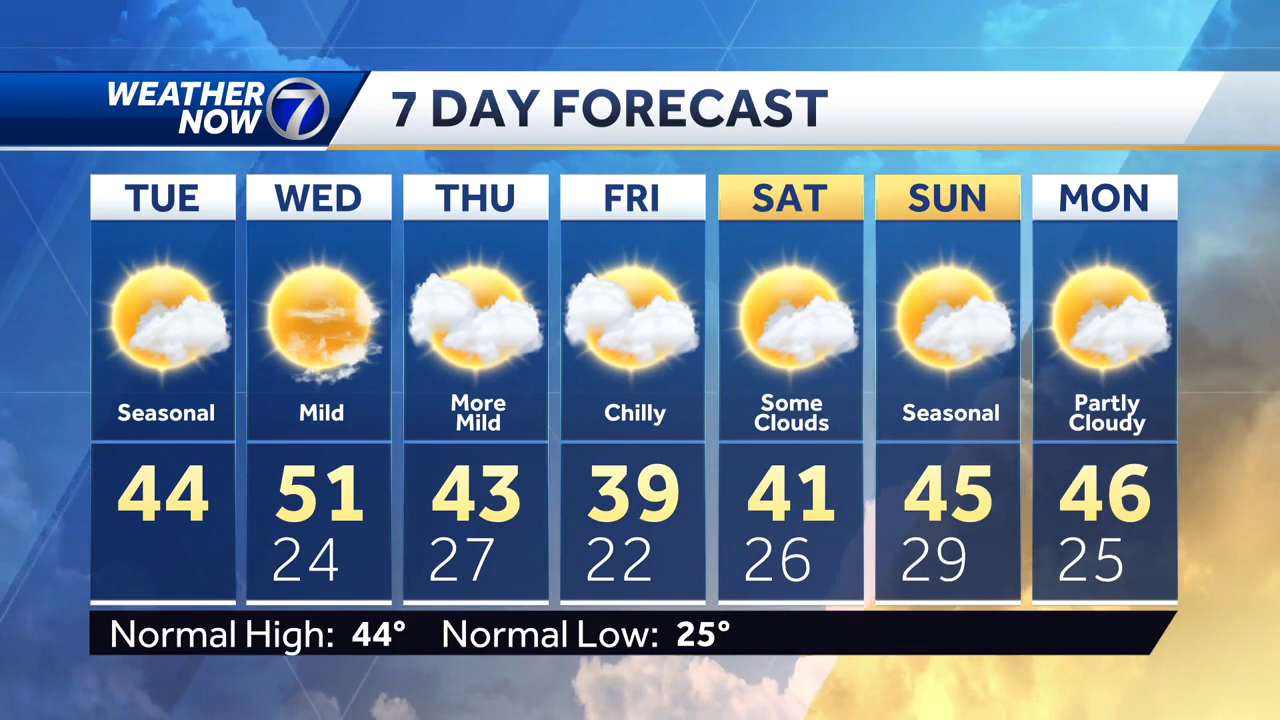 WEATHER
NOW 7
7 DAY FORECAST
TUE WED THU FRI SAT SUN MON
Seasonal Mild More Mild Chilly Some Clouds Seasonal Partly Cloudy
44 51 43 39 41 45 46
24 27 22 26 29 25
Normal High: 44° Normal Low: 25°